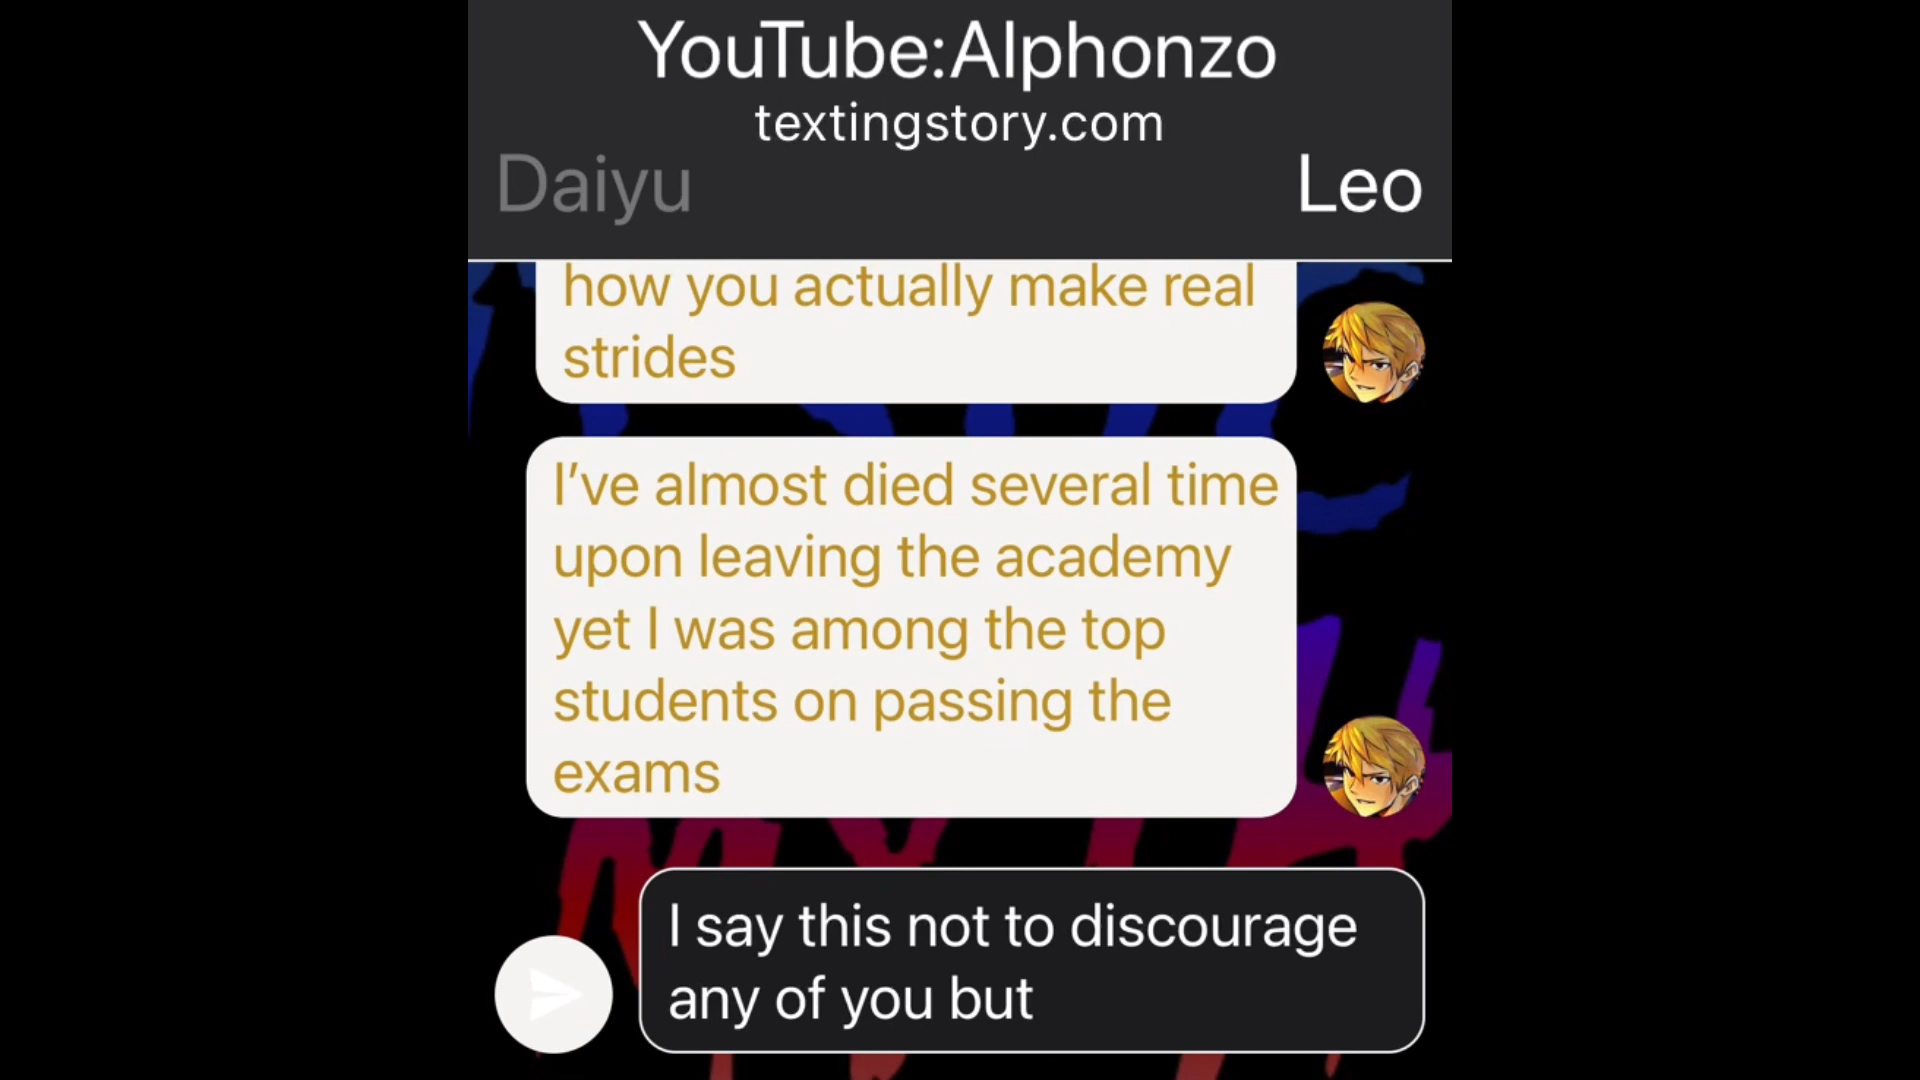 YouTube:Alphonzo
textingstory.com
Daiyu
Leo
how you actually make real
strides
I’ve almost died several time
upon leaving the academy
yet I was among the top
students on passing the
exams
I say this not to discourage
any of you but